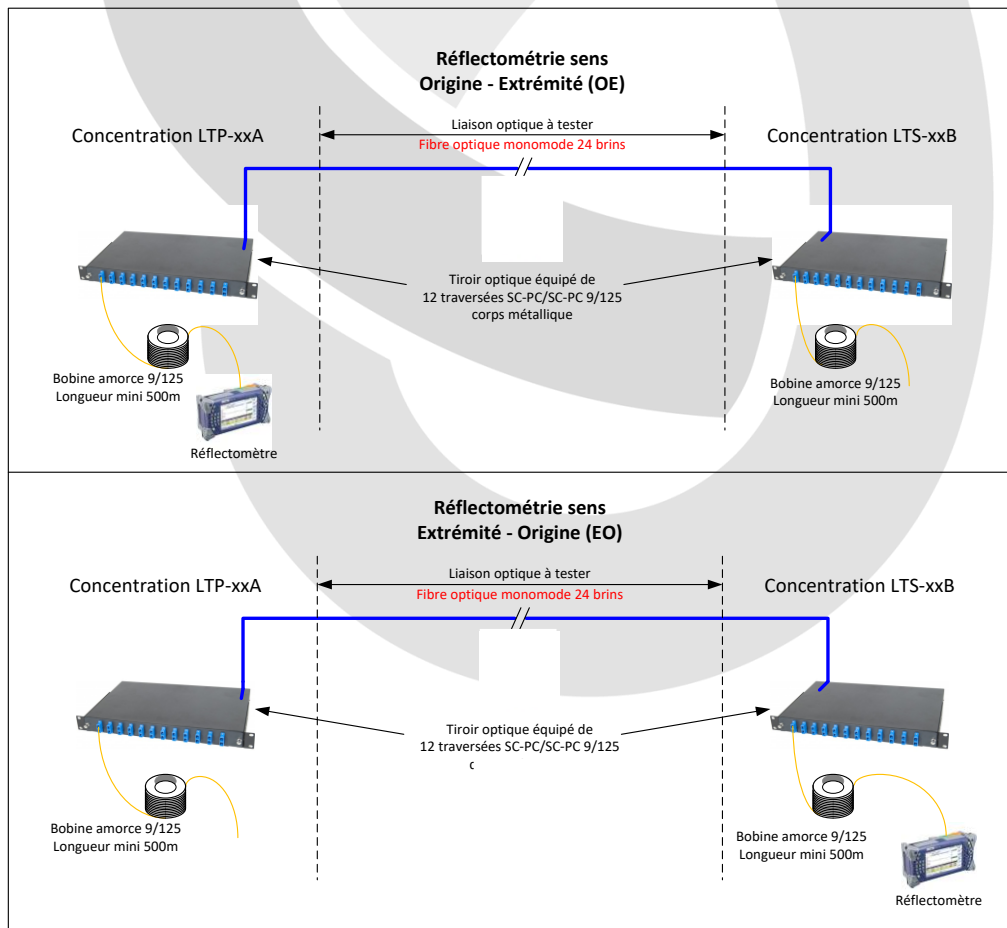 Réflectométrie sens
Origine - Extrémité (OE)
Concentration LTP-xxA
Liaison optique à tester
Fibre optique monomode 24 brins
Concentration LTS-xxB
Tiroir optique équipé de
12 traversées SC-PC/SC-PC 9/125
corps métallique
Bobine amorce 9/125
Longueur mini 500m
Réflectomètre
Bobine amorce 9/125
Longueur mini 500m
Réflectométrie sens
Extrémité - Origine (EO)
Concentration LTP-xxA
Liaison optique à tester
Fibre optique monomode 24 brins
Concentration LTS-xxB
Tiroir optique équipé de
12 traversées SC-PC/SC-PC 9/125
Bobine amorce 9/125
Longueur mini 500m
Bobine amorce 9/125
Longueur mini 500m
Réflectomètre